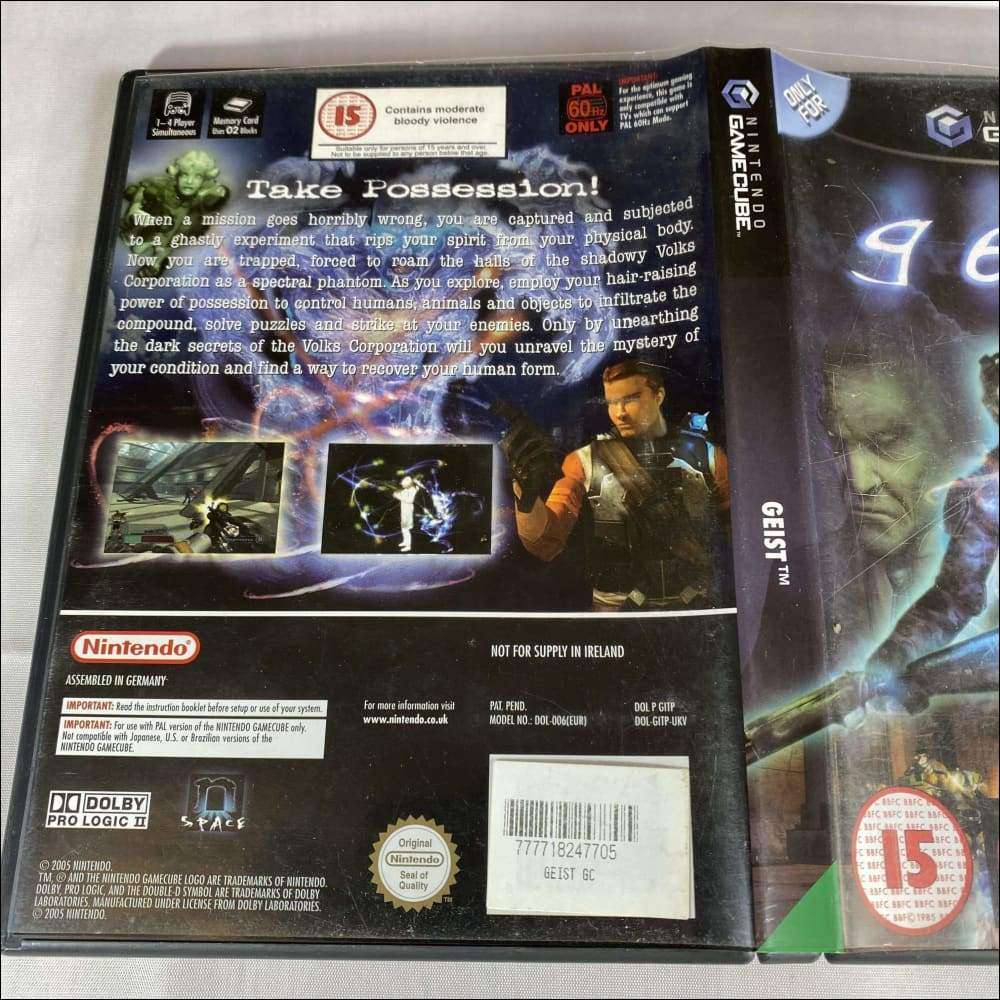 1-4 Player
Simultaneous
Memory Card
Uses 02 Blocks
15
Contains moderate
bloody violence
Suitable only for persons of 15 years and over.
Not to be supplied to any person below that age.
PAL
60Hz
ONLY
IMPORTANT:
For the optimum gaming
experience, this game is
only compatible with
TVs which can support
PAL 60Hz Mode.
Take Possession!
When a mission goes horribly wrong, you are captured and subjected
to a ghastly experiment that rips your spirit from your physical body.
Now you are trapped, forced to roam the halls of the shadowy Volks
Corporation as a spectral phantom. As you explore, employ your hair-raising
power of possession to control humans, animals and objects to infiltrate the
compound, solve puzzles and strike at your enemies. Only by unearthing
the dark secrets of the Volks Corporation will you unravel the mystery of
your condition and find a way to recover your human form.
Nintendo®
ASSEMBLED IN GERMANY
IMPORTANT: Read the instruction booklet before setup or use of your system.
IMPORTANT: For use with PAL version of the NINTENDO GAMECUBE only.
Not compatible with Japanese, U.S. or Brazilian versions of the
NINTENDO GAMECUBE.
For more information visit
www.nintendo.co.uk
NOT FOR SUPPLY IN IRELAND
PAT. PEND.
MODEL NO.: DOL-006(EUR)
DOL P GITP
DOL-GITP-UKV
DOLBY
PRO LOGIC II
n
SPACE
Original
Nintendo
Seal of
Quality
TM
777718247705
GEIST GC
© 2005 NINTENDO.
TM, ® AND THE NINTENDO GAMECUBE LOGO ARE TRADEMARKS OF NINTENDO.
DOLBY, PRO LOGIC, AND THE DOUBLE-D SYMBOL ARE TRADEMARKS OF DOLBY
LABORATORIES. MANUFACTURED UNDER LICENSE FROM DOLBY LABORATORIES.
© 2005 NINTENDO.
NINTENDO
GAMECUBE™
GEIST™
ONLY
FOR
N
G
ge
15
BBFC
BBFC © 1985